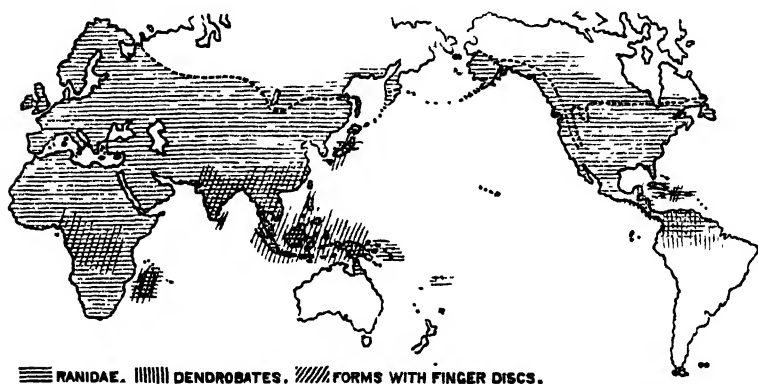 RANIDAE. DENDROBATES. FORMS WITH FINGER DISCS.